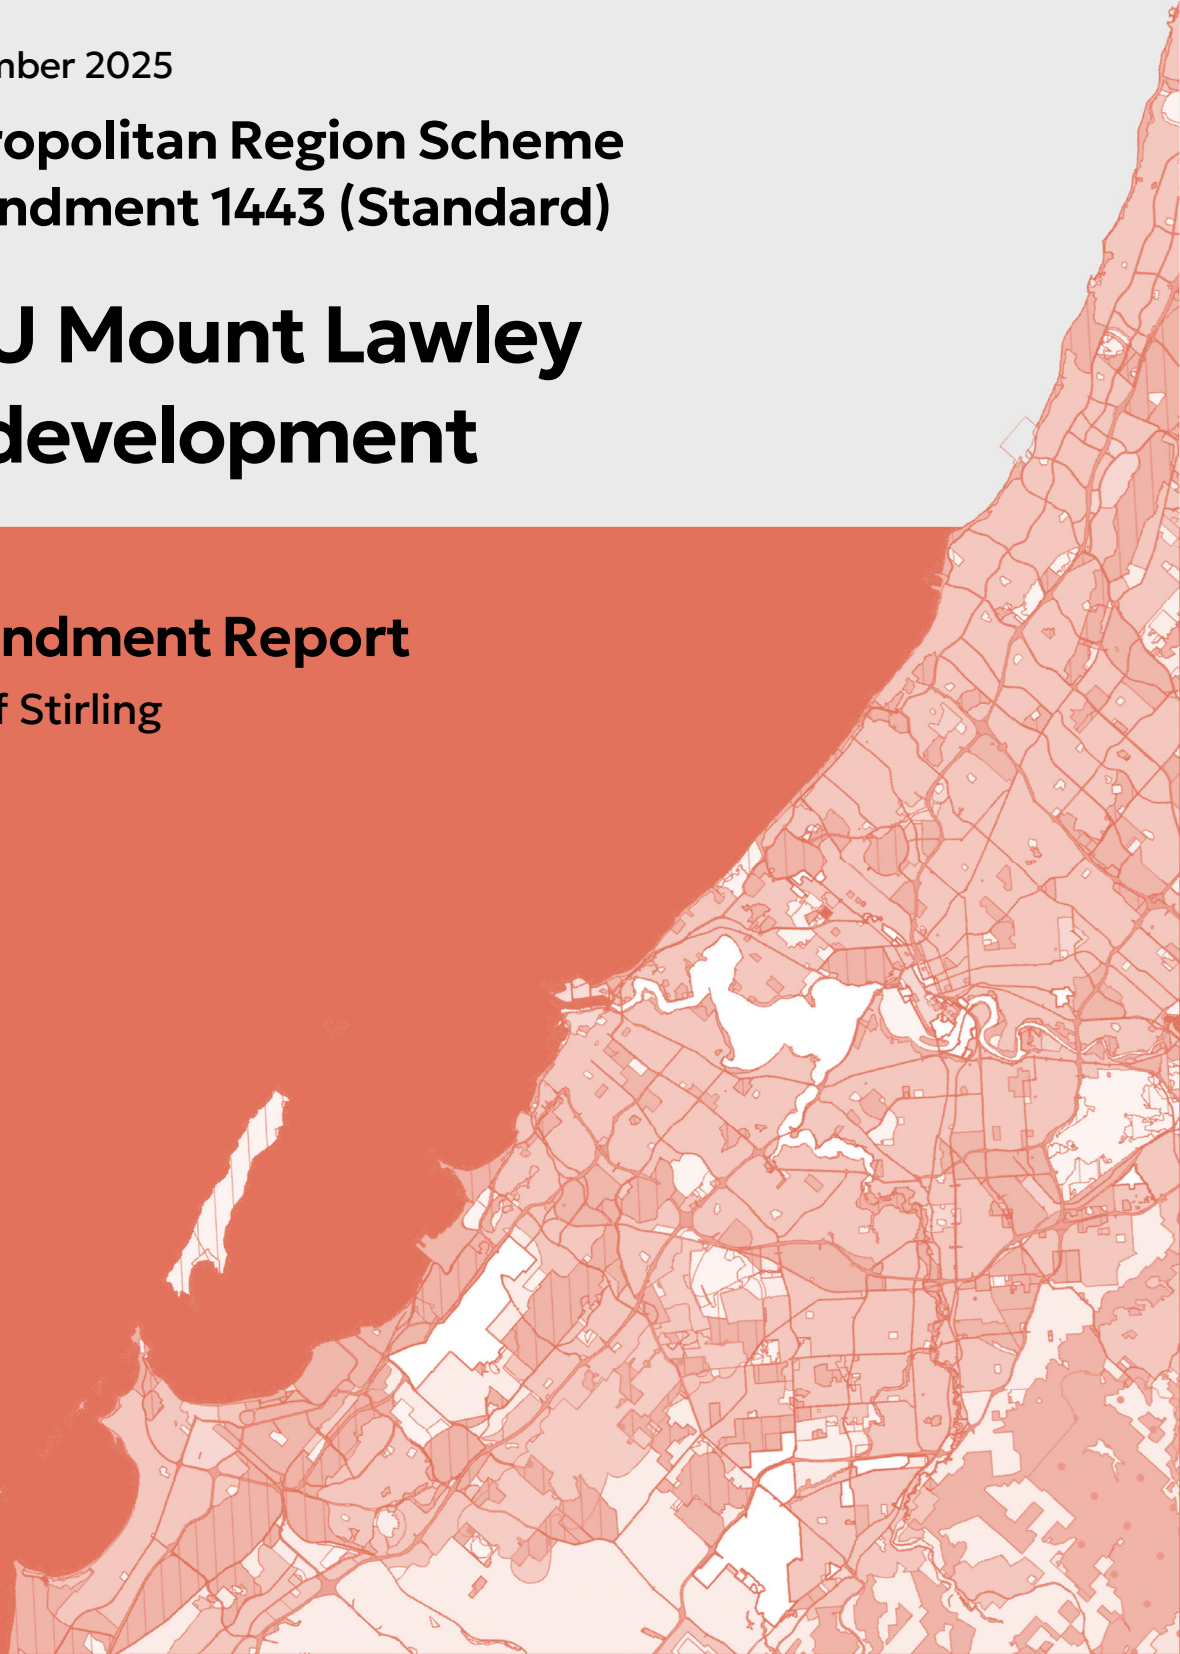 mber 2025
ropolitan Region Scheme
ndment 1443 (Standard)
U Mount Lawley
development
ndment Report
f Stirling